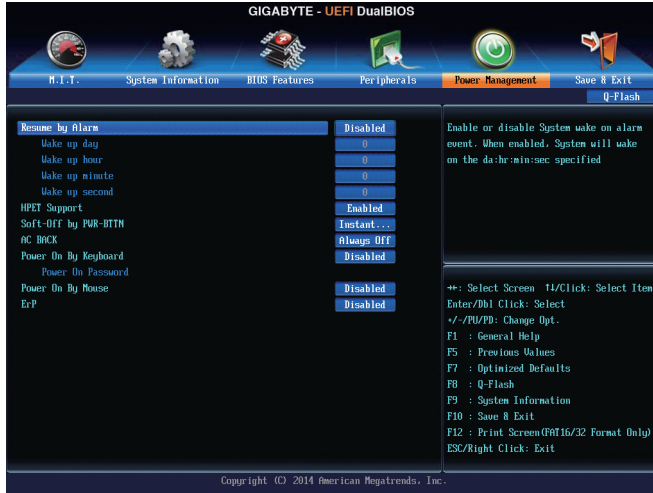 GIGABYTE - UEFI DualBIOS
M.I.T. System Information BIOS Features Peripherals Power Management Save & Exit
Q-Flash
Resume by Alarm Disabled
Wake up day 0
Wake up hour 0
Wake up minute 0
Wake up second 0
HPET Support Enabled
Soft-Off by PWR-BTTN Instant...
AC BACK Always Off
Power On By Keyboard Disabled
Power On Password
Power On By Mouse Disabled
ErP Disabled
Enable or disable System wake on alarm
event. When enabled, System will wake
on the da:hr:min:sec specified
→←: Select Screen ↑↓/Click: Select Item
Enter/Dbl Click: Select
+/-/PU/PD: Change Opt.
F1 : General Help
F5 : Previous Values
F7 : Optimized Defaults
F8 : Q-Flash
F9 : System Information
F10 : Save & Exit
F12 : Print Screen(FAT16/32 Format Only)
ESC/Right Click: Exit
Copyright (C) 2014 American Megatrends, Inc.